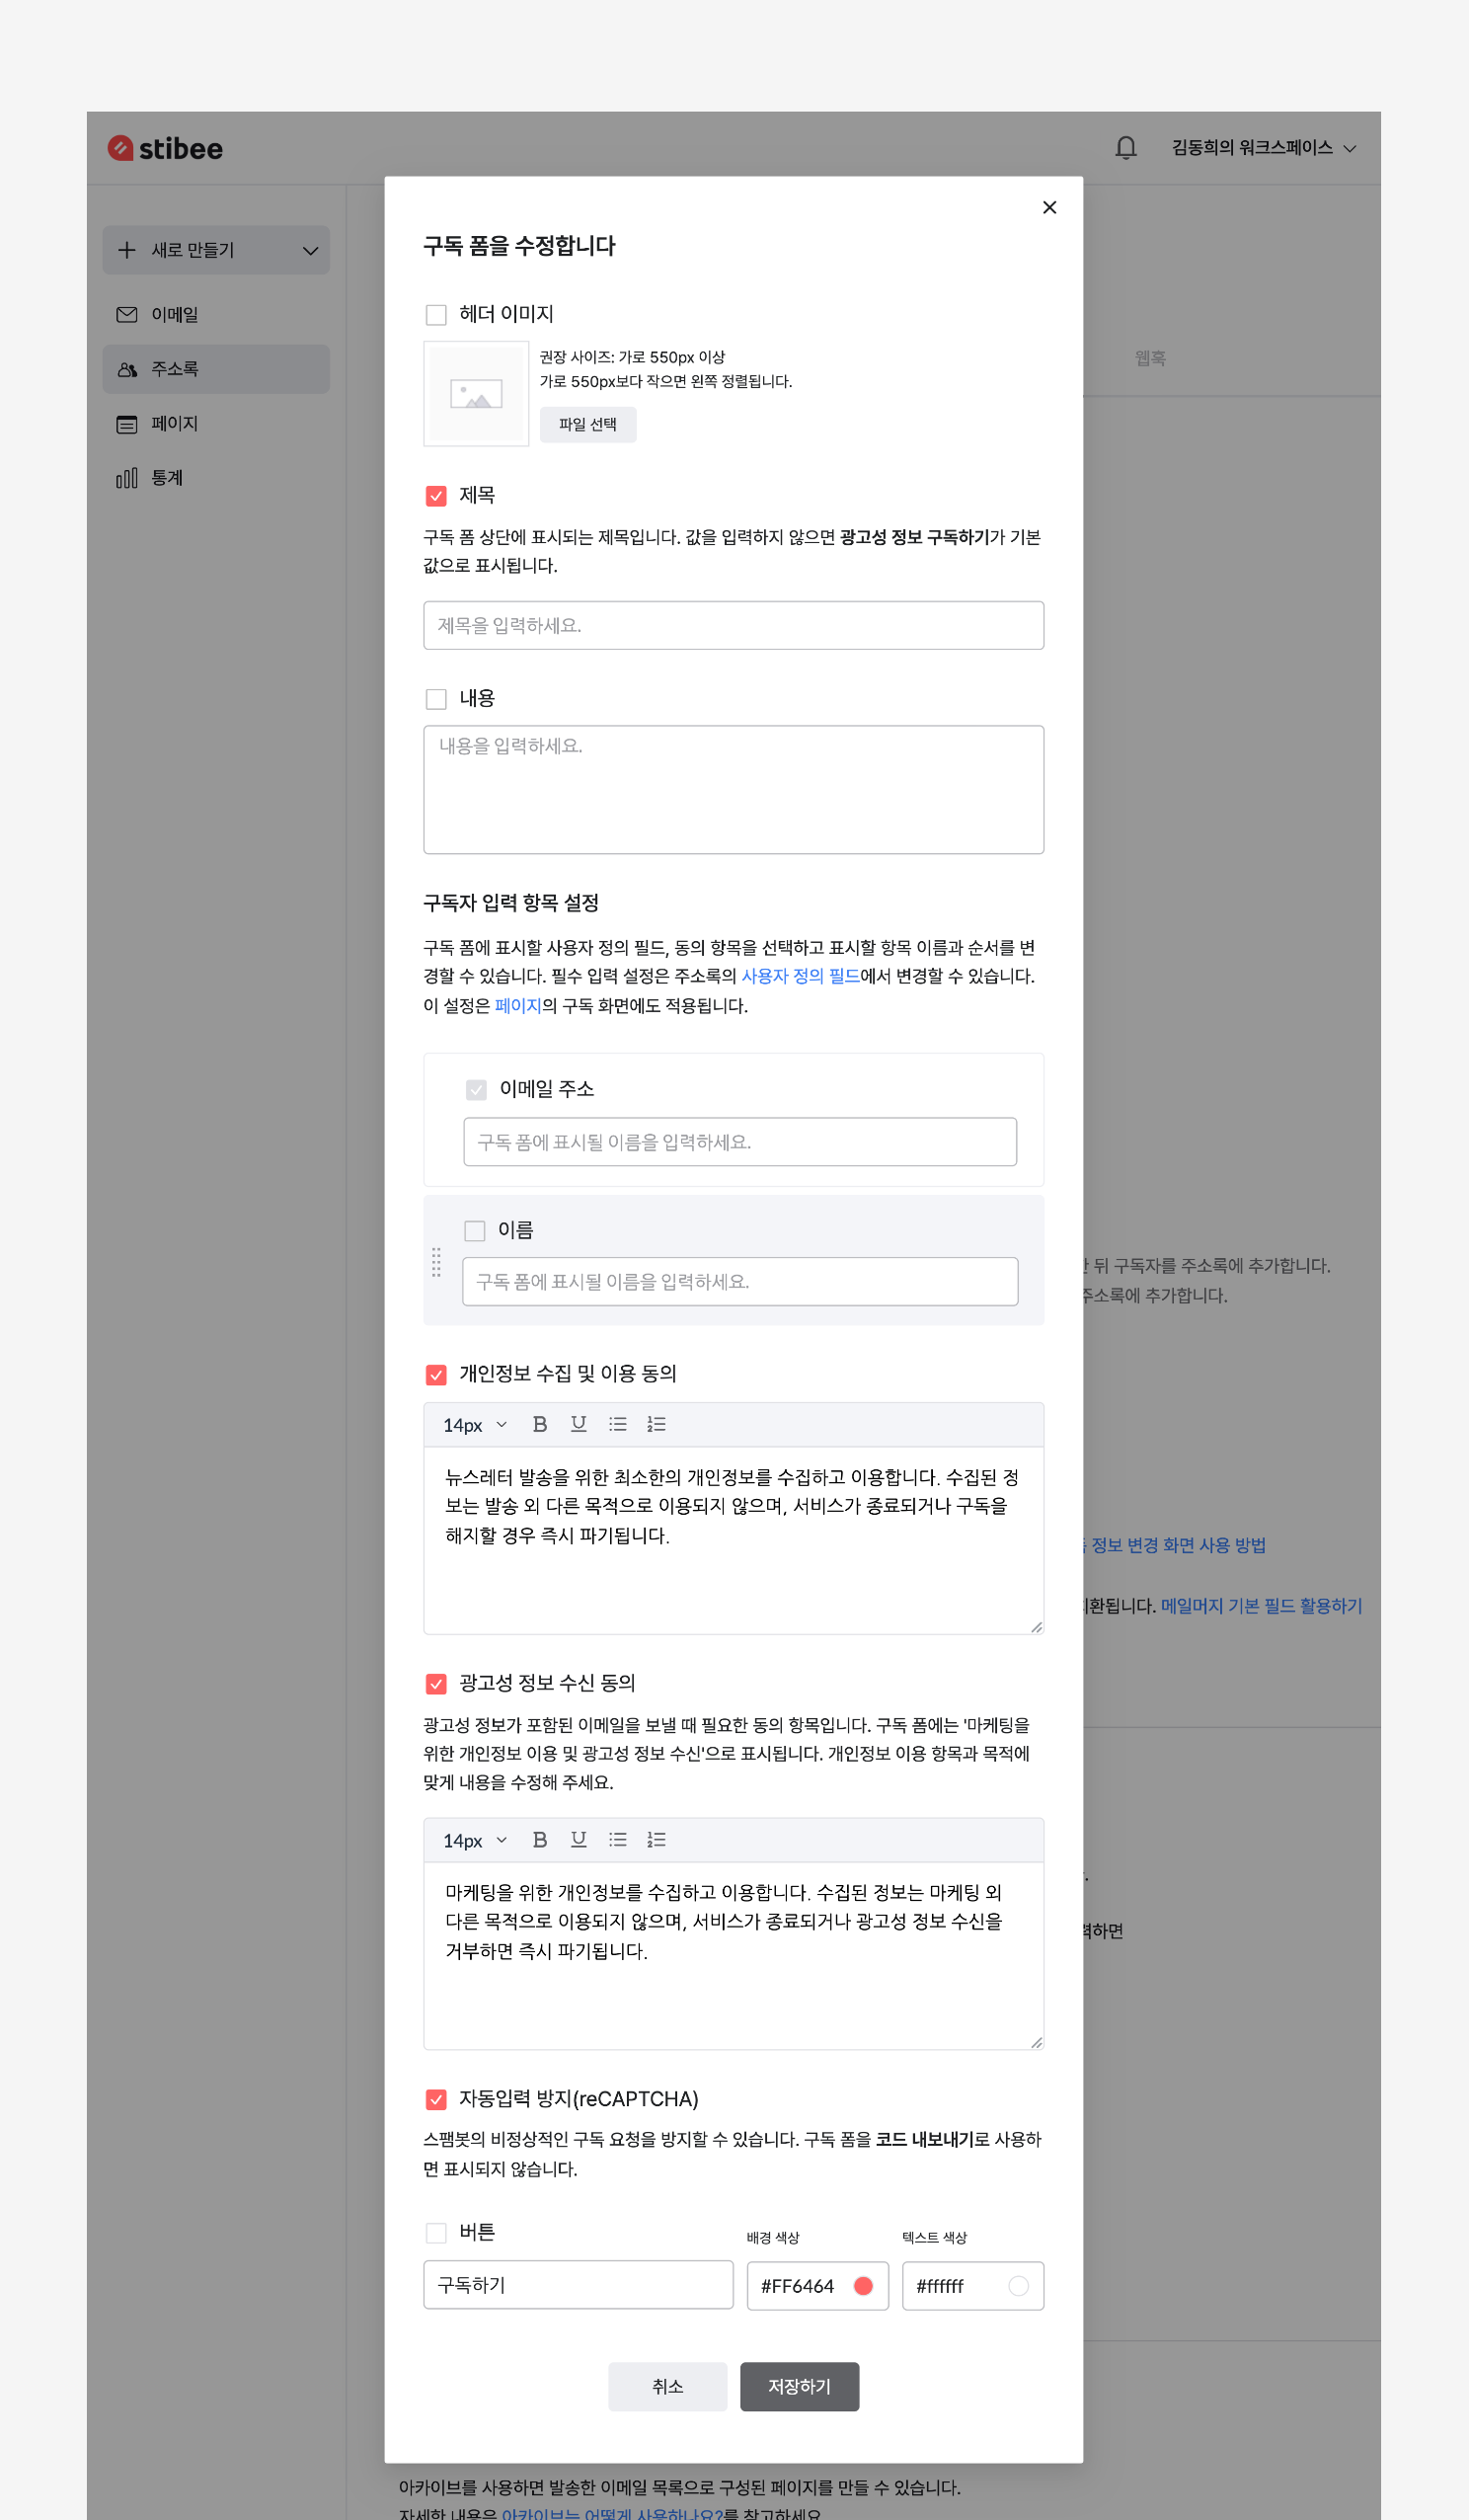 stibee
김동희의 워크스페이스
새로 만들기
이메일
주소록
페이지
통계
웹훅
구독 폼을 수정합니다
헤더 이미지
권장 사이즈: 가로 550px 이상
가로 550px보다 작으면 왼쪽 정렬됩니다.
파일 선택
제목
구독 폼 상단에 표시되는 제목입니다. 값을 입력하지 않으면 광고성 정보 구독하기가 기본
값으로 표시됩니다.
제목을 입력하세요.
내용
내용을 입력하세요.
구독자 입력 항목 설정
구독 폼에 표시할 사용자 정의 필드, 동의 항목을 선택하고 표시할 항목 이름과 순서를 변
경할 수 있습니다. 필수 입력 설정은 주소록의 사용자 정의 필드에서 변경할 수 있습니다.
이 설정은 페이지의 구독 화면에도 적용됩니다.
이메일 주소
구독 폼에 표시될 이름을 입력하세요.
이름
구독 폼에 표시될 이름을 입력하세요.
뒤 구독자를 주소록에 추가합니다.
주소록에 추가합니다.
개인정보 수집 및 이용 동의
14px
뉴스레터 발송을 위한 최소한의 개인정보를 수집하고 이용합니다. 수집된 정
보는 발송 외 다른 목적으로 이용되지 않으며, 서비스가 종료되거나 구독을
해지할 경우 즉시 파기됩니다.
정보 변경 화면 사용 방법
환됩니다. 메일머지 기본 필드 활용하기
광고성 정보 수신 동의
광고성 정보가 포함된 이메일을 보낼 때 필요한 동의 항목입니다. 구독 폼에는 '마케팅을
위한 개인정보 이용 및 광고성 정보 수신'으로 표시됩니다. 개인정보 이용 항목과 목적에
맞게 내용을 수정해 주세요.
14px
마케팅을 위한 개인정보를 수집하고 이용합니다. 수집된 정보는 마케팅 외
다른 목적으로 이용되지 않으며, 서비스가 종료되거나 광고성 정보 수신을
거부하면 즉시 파기됩니다.
하면
자동입력 방지(reCAPTCHA)
스팸봇의 비정상적인 구독 요청을 방지할 수 있습니다. 구독 폼을 코드 내보내기로 사용하
면 표시되지 않습니다.
버튼
배경 색상
텍스트 색상
구독하기
#FF6464
#ffffff
취소
저장하기
아카이브를 사용하면 발송한 이메일 목록으로 구성된 페이지를 만들 수 있습니다.
자세한 내용은 아카이브는 어떻게 사용하나요?를 참고하세요